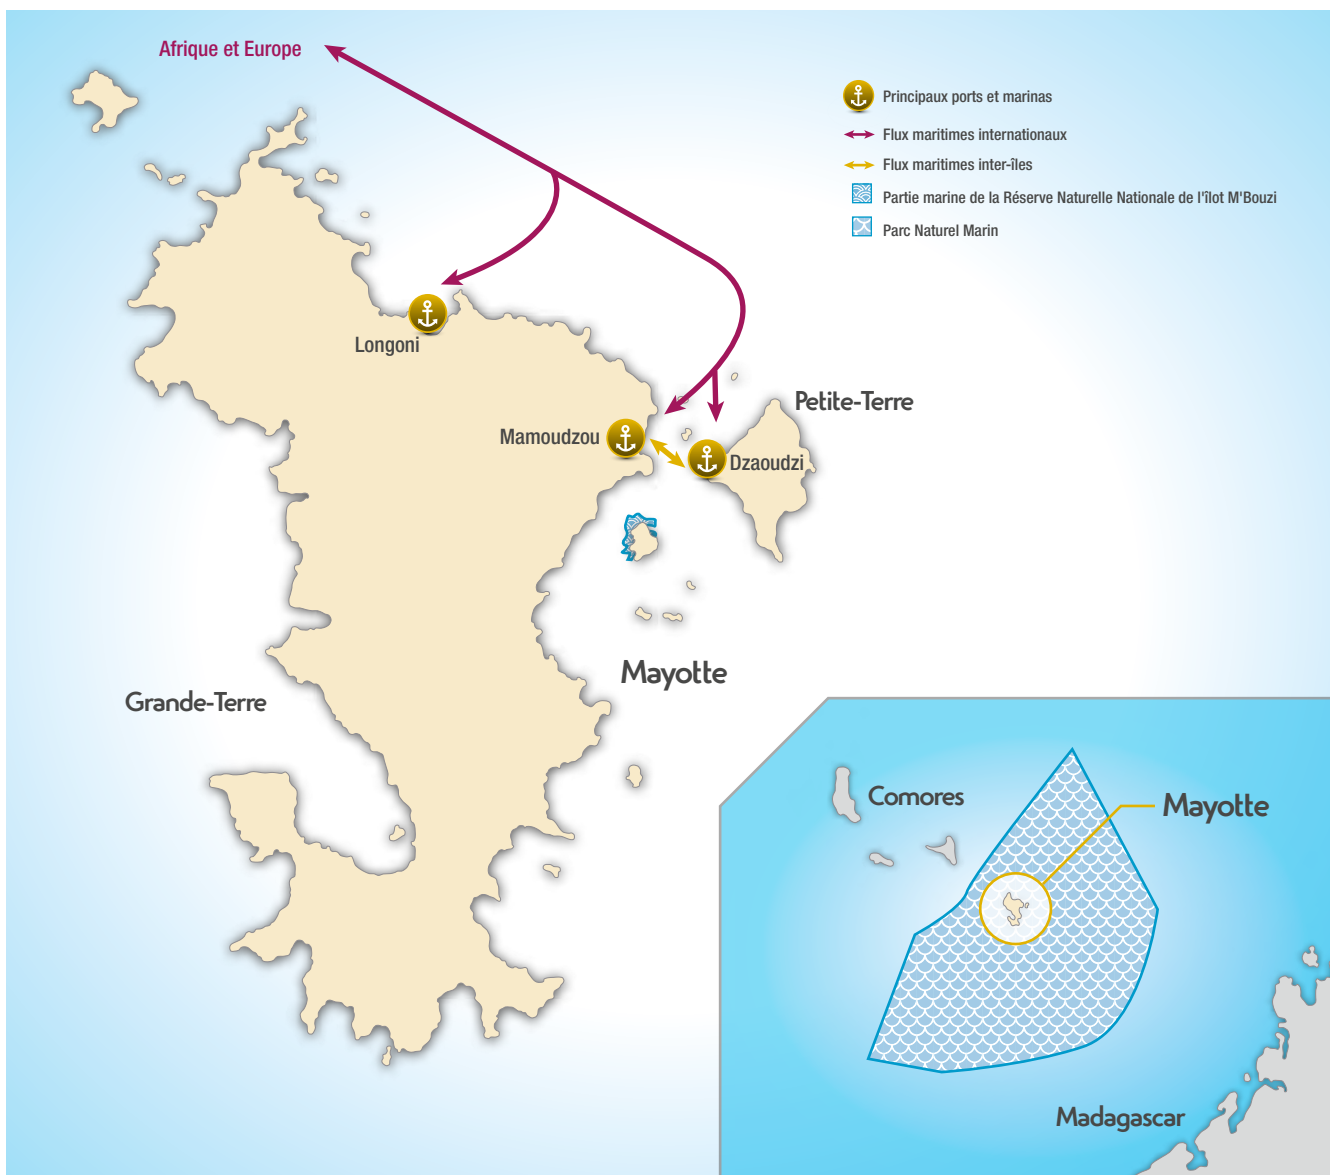 Afrique et Europe
Principaux ports et marinas
Flux maritimes internationaux
Flux maritimes inter-îles
Partie marine de la Réserve Naturelle Nationale de l'îlot M'Bouzi
Parc Naturel Marin
Longoni
Petite-Terre
Mamoudzou
Dzaoudzi
Mayotte
Grande-Terre
Comores
Mayotte
Madagascar